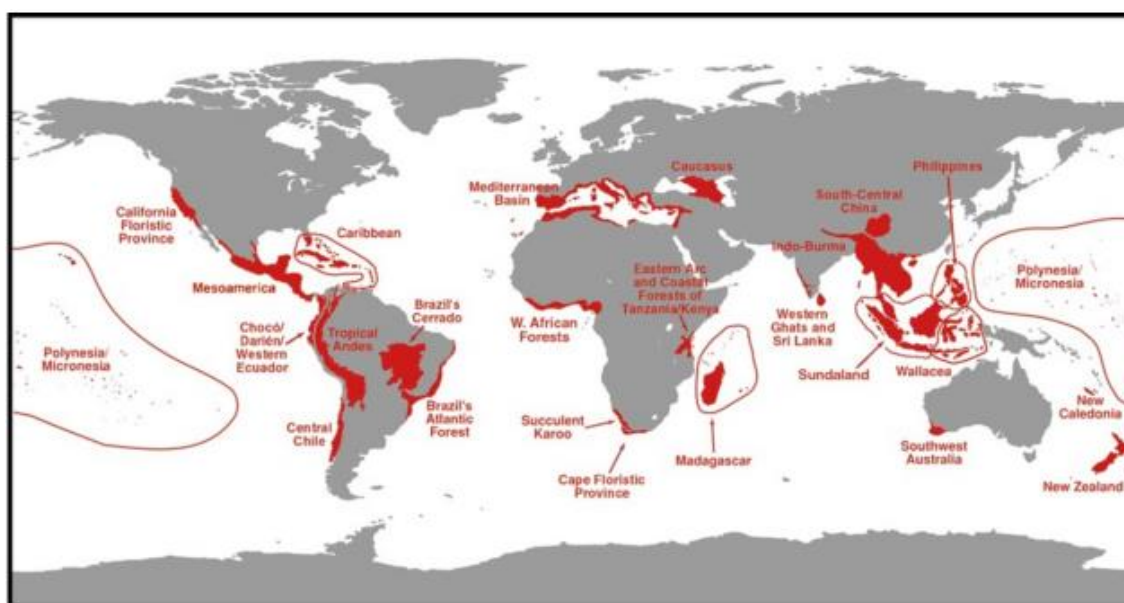 California
Floristic
Province
Caribbean
Mesoamerica
Polynesia/
Micronesia
Chocó/
Darién/
Western
Ecuador
Tropical
Andes
Brazil's
Cerrado
Central
Chile
Brazil's
Atlantic
Forest
Mediterranean
Basin
Caucasus
W. African
Forests
Eastern Arc
and Coastal
Forests of
Tanzania/Kenya
Succulent
Karoo
Cape Floristic
Province
Madagascar
Philippines
South-Central
China
Indo-Burma
Western
Ghats and
Sri Lanka
Sundaland
Wallacea
Polynesia/
Micronesia
New
Caledonia
Southwest
Australia
New Zealand